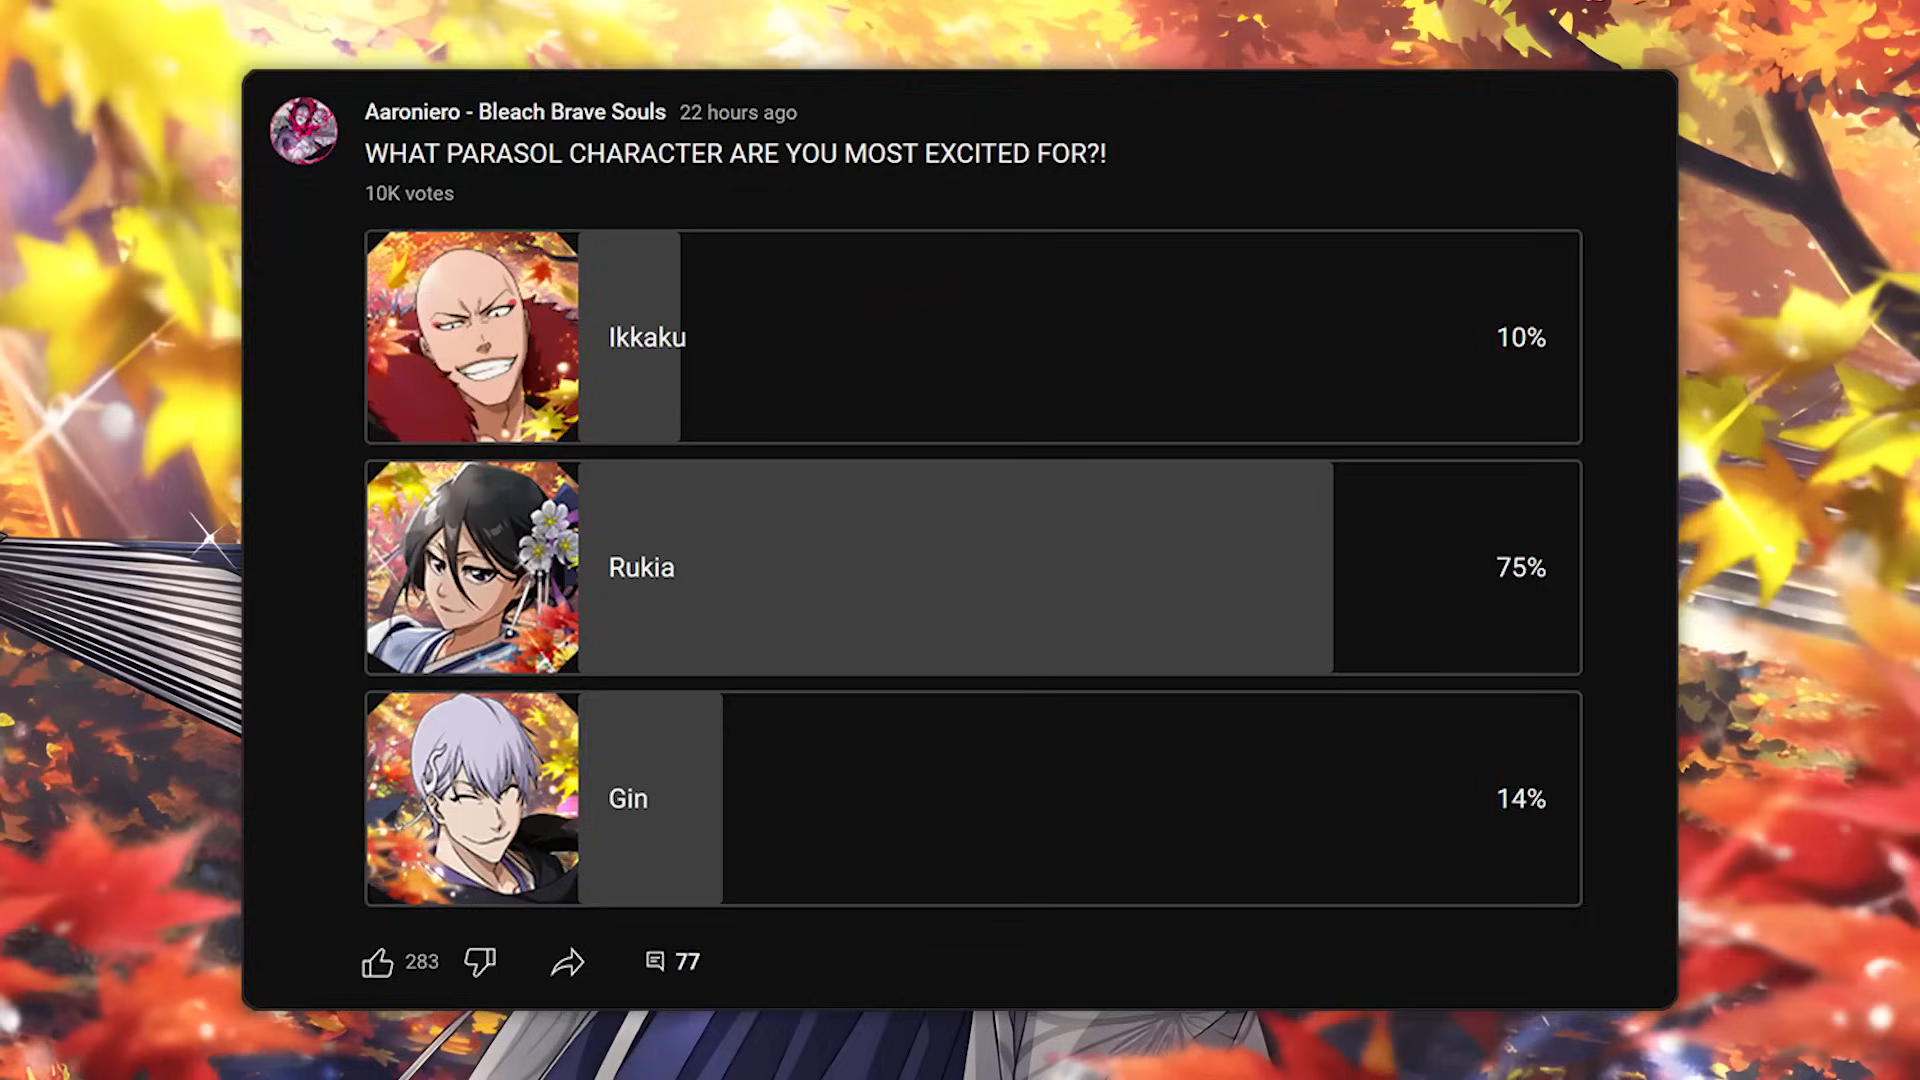 Aaroniero - Bleach Brave Souls 22 hours ago
WHAT PARASOL CHARACTER ARE YOU MOST EXCITED FOR?!
10K votes
Ikkaku 10%
Rukia 75%
Gin 14%
283 77